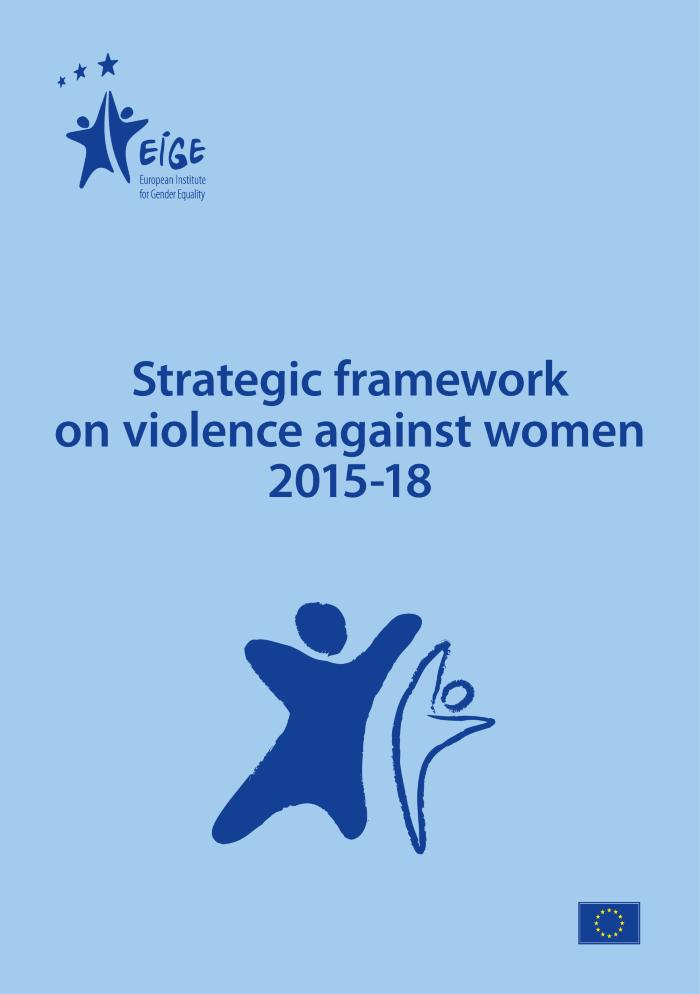 EIGE
European Institute
for Gender Equality
Strategic framework
on violence against women
2015-18